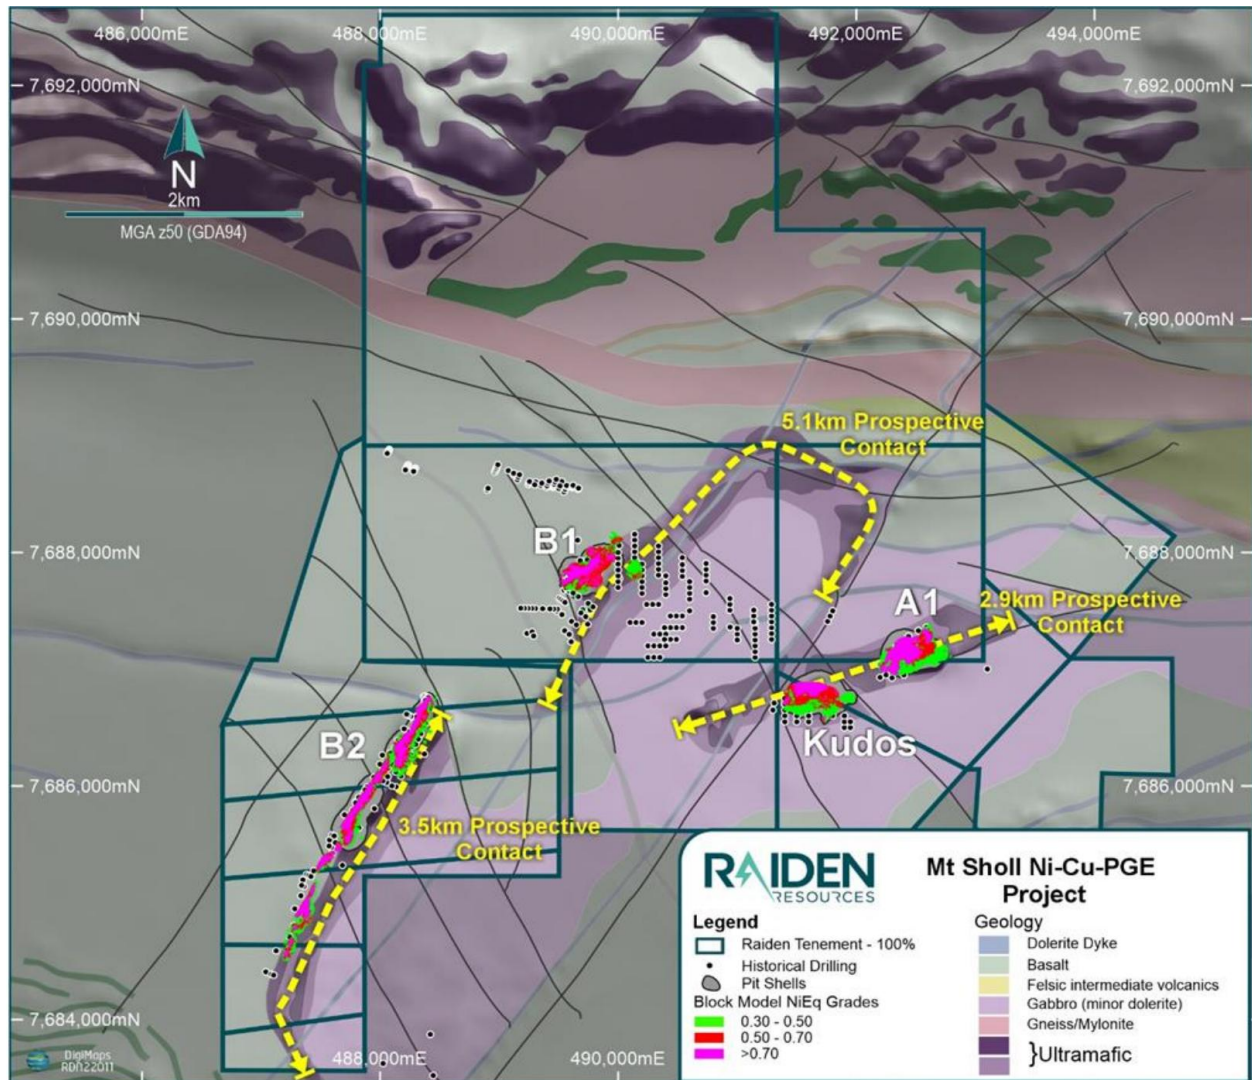 486,000mE
488,000mE
490,000mE
492,000mE
494,000mE
7,692,000mN
7,692,000mN
N
2km
MGA z50 (GDA94)
7,690,000mN
7,690,000mN
5.1km Prospective
Contact
B1
7,688,000mN
7,688,000mN
A1
2.9km Prospective
Contact
B2
Kudos
7,686,000mN
7,686,000mN
3.5km Prospective
Contact
7,684,000mN
488,000mE
490,000mE
DigiMaps
RDN22011
RAIDEN
RESOURCES
Mt Sholl Ni-Cu-PGE
Project
Legend
Raiden Tenement - 100%
Historical Drilling
Pit Shells
Block Model NiEq Grades
0.30 - 0.50
0.50 - 0.70
>0.70
Geology
Dolerite Dyke
Basalt
Felsic intermediate volcanics
Gabbro (minor dolerite)
Gneiss/Mylonite
}Ultramafic